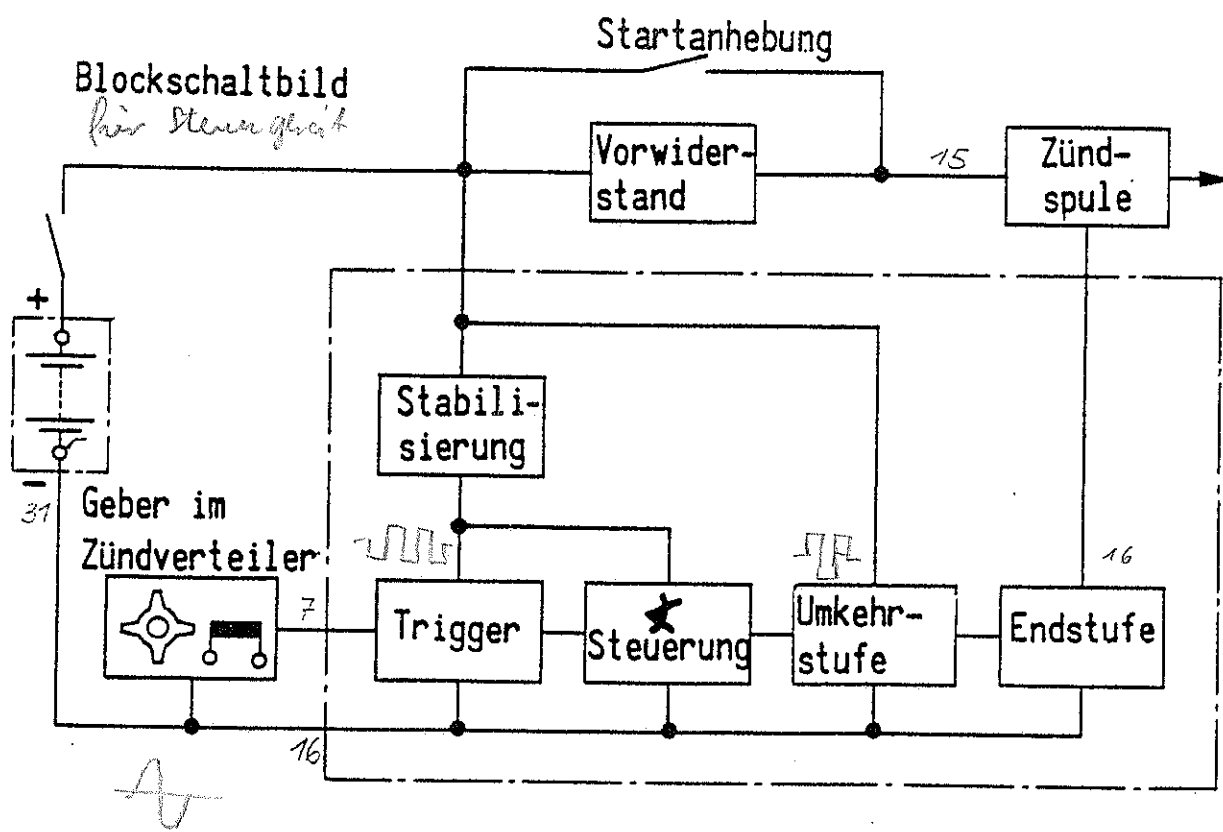 Startanhebung
Blockschaltbild
für Steuergerät
Vorwider-
stand
15
Zünd-
spule
+
Stabili-
sierung
-
31
Geber im
Zündverteiler
7
Trigger
Steuerung
Umkehr-
stufe
16
Endstufe
16